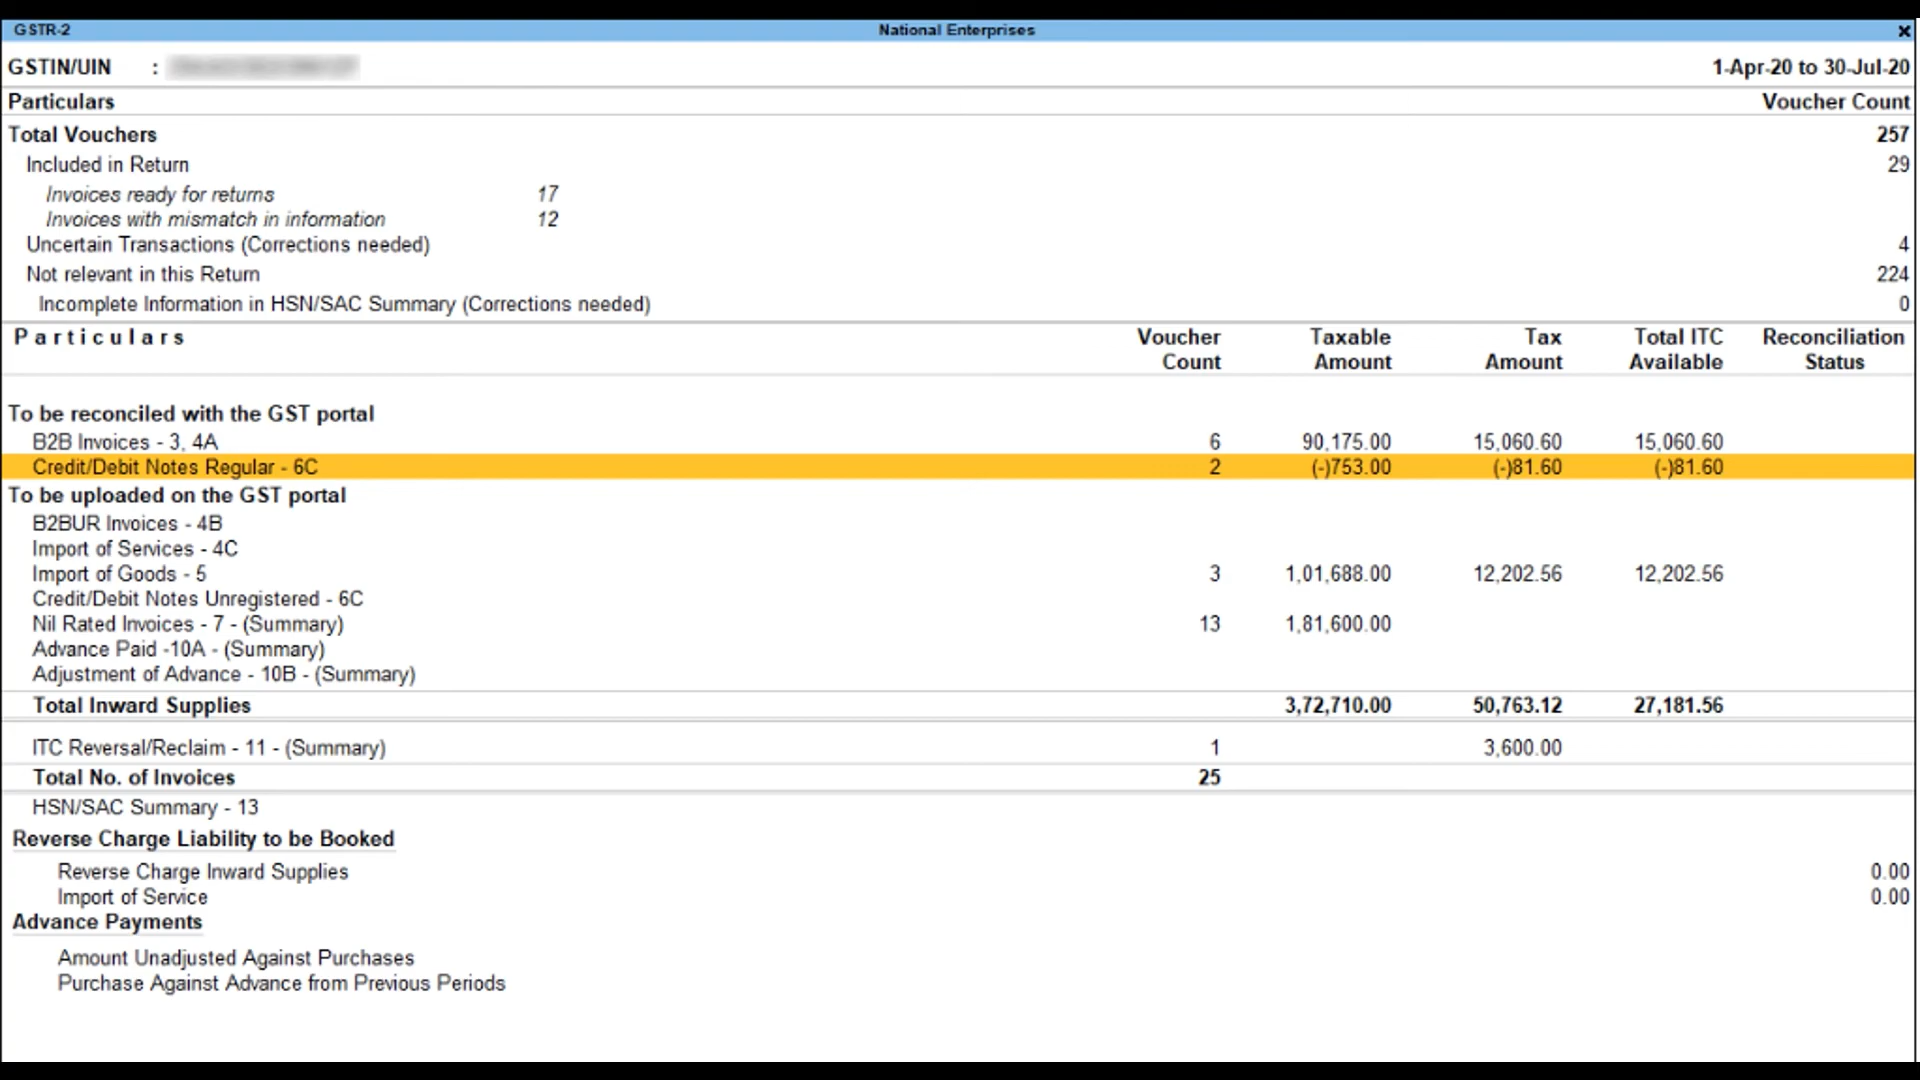 GSTR-2 National Enterprises ×
GSTIN/UIN : 1-Apr-20 to 30-Jul-20
Particulars Voucher Count
Total Vouchers 257
Included in Return 29
Invoices ready for returns 17
Invoices with mismatch in information 12
Uncertain Transactions (Corrections needed) 4
Not relevant in this Return 224
Incomplete Information in HSN/SAC Summary (Corrections needed) 0
Particulars Voucher Taxable Tax Total ITC Reconciliation
Count Amount Amount Available Status
To be reconciled with the GST portal
B2B Invoices - 3, 4A 6 90,175.00 15,060.60 15,060.60
Credit/Debit Notes Regular - 6C 2 (-)753.00 (-)81.60 (-)81.60
To be uploaded on the GST portal
B2BUR Invoices - 4B
Import of Services - 4C
Import of Goods - 5 3 1,01,688.00 12,202.56 12,202.56
Credit/Debit Notes Unregistered - 6C
Nil Rated Invoices - 7 - (Summary) 13 1,81,600.00
Advance Paid -10A - (Summary)
Adjustment of Advance - 10B - (Summary)
Total Inward Supplies 3,72,710.00 50,763.12 27,181.56
ITC Reversal/Reclaim - 11 - (Summary) 1 3,600.00
Total No. of Invoices 25
HSN/SAC Summary - 13
Reverse Charge Liability to be Booked
Reverse Charge Inward Supplies 0.00
Import of Service 0.00
Advance Payments
Amount Unadjusted Against Purchases
Purchase Against Advance from Previous Periods